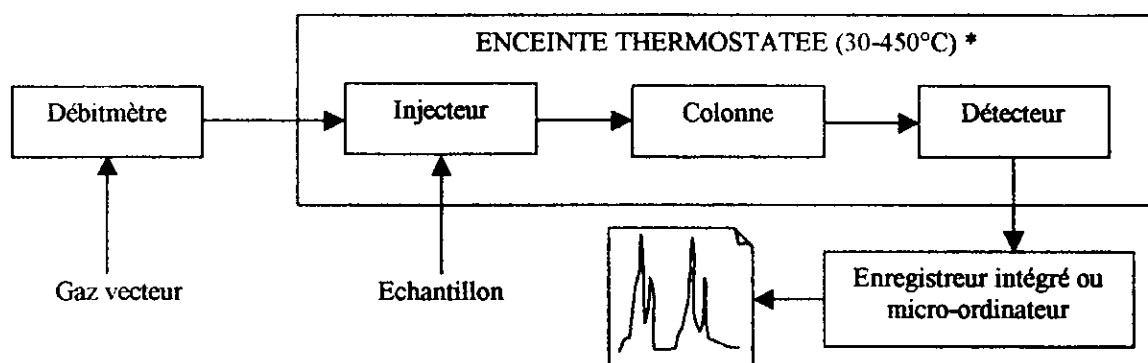 ENCEINTE THERMOSTATEE (30-450°C) *
Débitmètre
Injecteur
Colonne
Détecteur
Gaz vecteur
Echantillon
Enregistreur intégré ou
micro-ordinateur